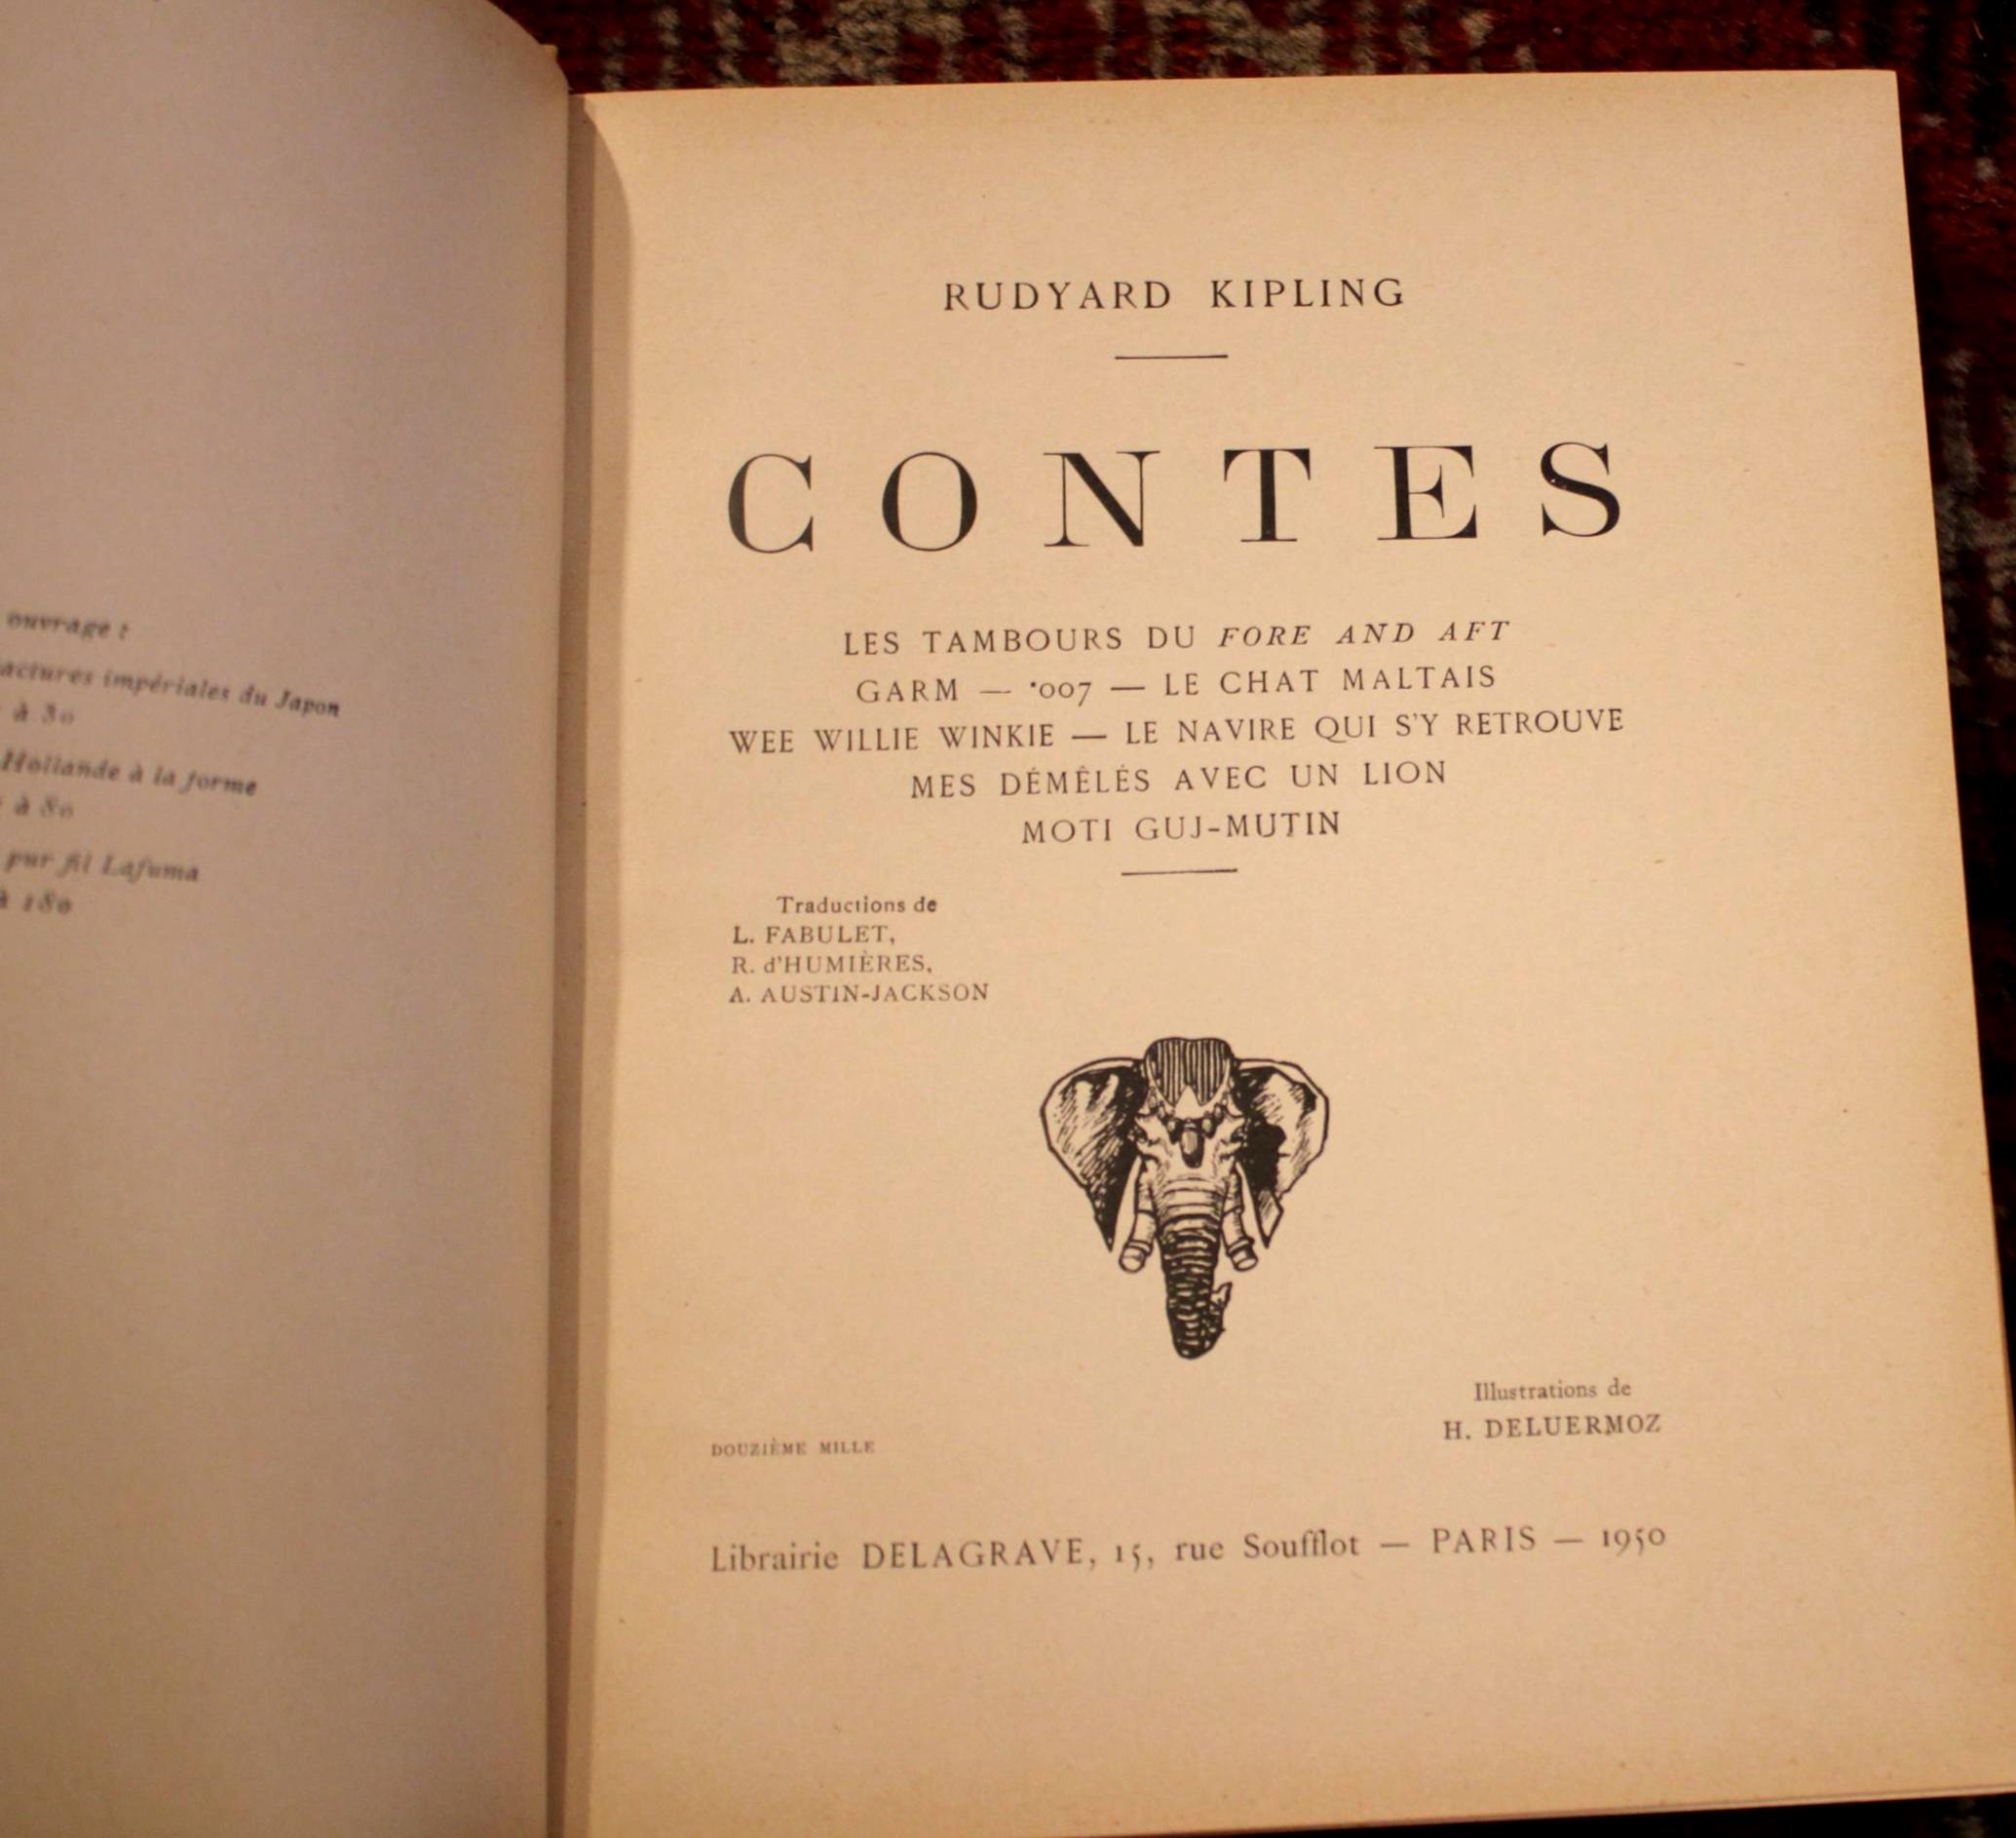 ouvrage :
actures impériales du Japon
à 30
Hollande à la forme
à 80
pur fil Lafuma
à 180
RUDYARD KIPLING
CONTES
LES TAMBOURS DU FORE AND AFT
GARM — ·007 — LE CHAT MALTAIS
WEE WILLIE WINKIE — LE NAVIRE QUI S'Y RETROUVE
MES DÉMÊLÉS AVEC UN LION
MOTI GUJ-MUTIN
Traductions de
L. FABULET,
R. d'HUMIÈRES,
A. AUSTIN-JACKSON
Illustrations de
H. DELUERMOZ
DOUZIÈME MILLE
Librairie DELAGRAVE, 15, rue Soufflot — PARIS — 1950